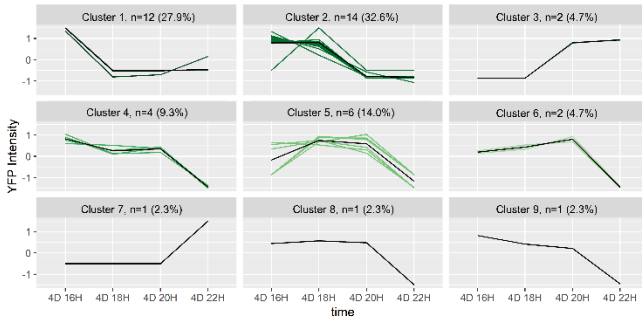 Cluster 1, n=12 (27.9%)
Cluster 2, n=14 (32.6%)
Cluster 3, n=2 (4.7%)
1
0
-1
Cluster 4, n=4 (9.3%)
Cluster 5, n=6 (14.0%)
Cluster 6, n=2 (4.7%)
YFP Intensity
1
0
-1
Cluster 7, n=1 (2.3%)
Cluster 8, n=1 (2.3%)
Cluster 9, n=1 (2.3%)
1
0
-1
4D 16H 4D 18H 4D 20H 4D 22H
4D 16H 4D 18H 4D 20H 4D 22H
4D 16H 4D 18H 4D 20H 4D 22H
time